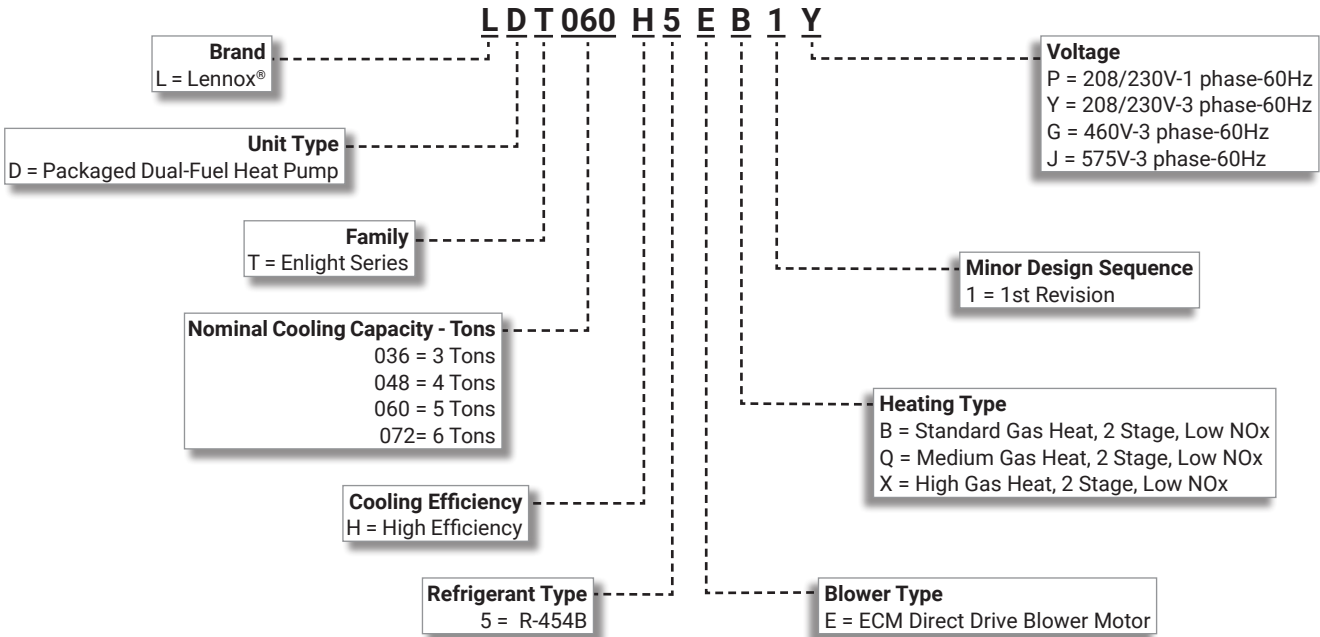 L D T 060 H 5 E B 1 Y
Brand
L = Lennox®
Unit Type
D = Packaged Dual-Fuel Heat Pump
Family
T = Enlight Series
Nominal Cooling Capacity - Tons
036 = 3 Tons
048 = 4 Tons
060 = 5 Tons
072= 6 Tons
Cooling Efficiency
H = High Efficiency
Refrigerant Type
5 = R-454B
Voltage
P = 208/230V-1 phase-60Hz
Y = 208/230V-3 phase-60Hz
G = 460V-3 phase-60Hz
J = 575V-3 phase-60Hz
Minor Design Sequence
1 = 1st Revision
Heating Type
B = Standard Gas Heat, 2 Stage, Low NOx
Q = Medium Gas Heat, 2 Stage, Low NOx
X = High Gas Heat, 2 Stage, Low NOx
Blower Type
E = ECM Direct Drive Blower Motor